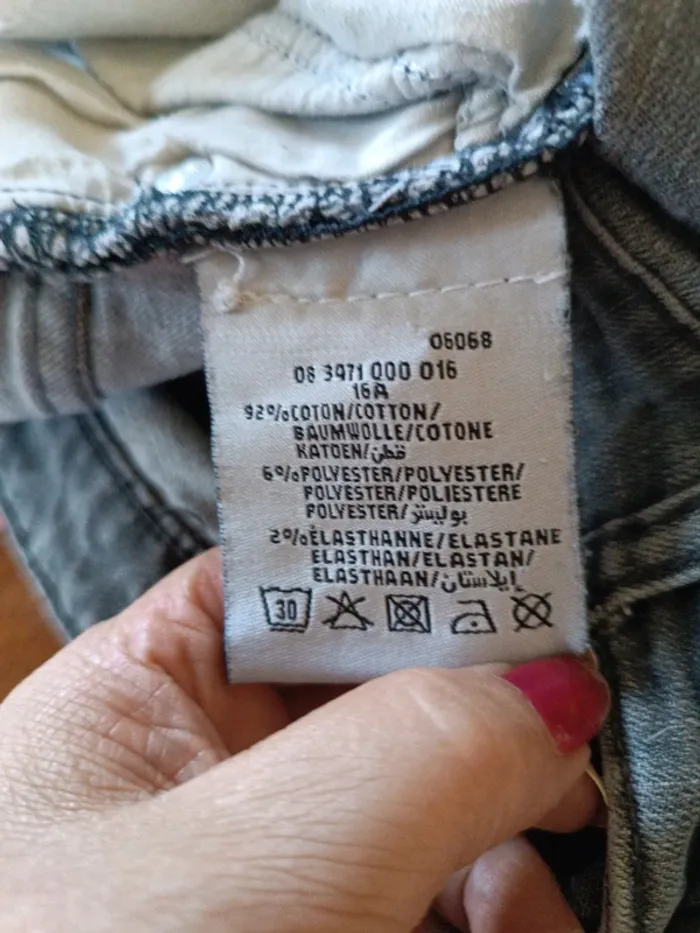 06068
08 3471 000 016
16A
92%COTON/COTTON/
BAUMWOLLE/COTONE
KATOEN/قطن
6%POLYESTER/POLYESTER/
POLYESTER/POLIESTERE
POLYESTER/بوليستر
2%ÉLASTHANNE/ELASTANE
ELASTHAN/ELASTAN/
ELASTHAAN/إيلاستان
30